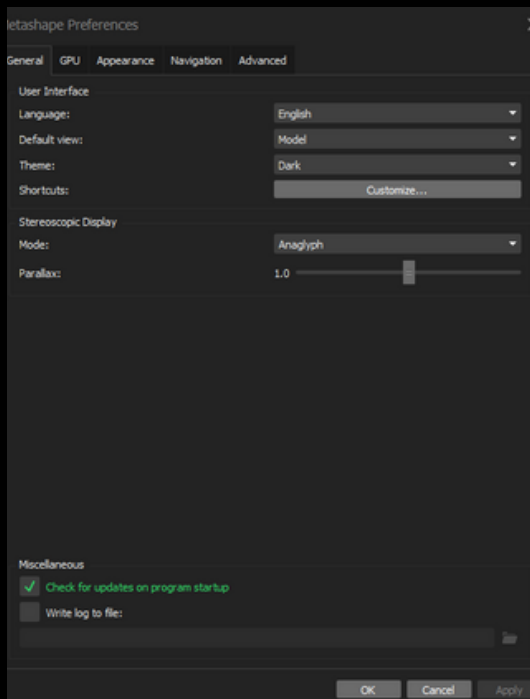 etashape Preferences
General GPU Appearance Navigation Advanced
User Interface
Language: English
Default view: Model
Theme: Dark
Shortcuts: Customize...
Stereoscopic Display
Mode: Anaglyph
Parallax: 1.0
Miscellaneous
Check for updates on program startup
Write log to file:
OK Cancel Apply